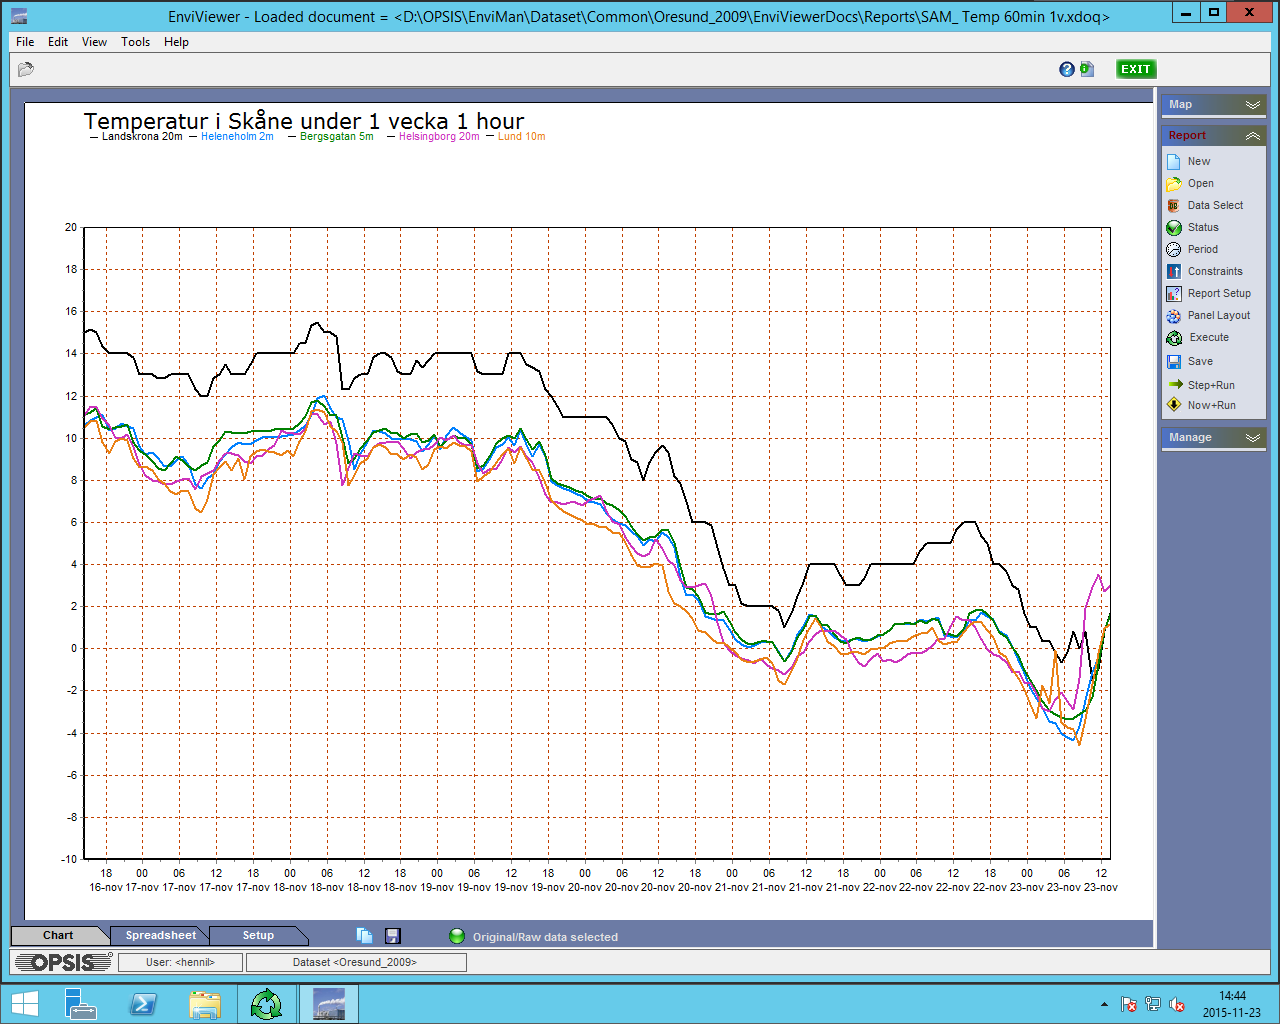 EnviViewer - Loaded document = <D:\OPSIS\EnviMan\Dataset\Common\Oresund_2009\EnviViewerDocs\Reports\SAM_ Temp 60min 1v.xdoq>
File Edit View Tools Help
EXIT
Temperatur i Skåne under 1 vecka 1 hour
Landskrona 20m Heleneholm 2m Bergsgatan 5m Helsingborg 20m Lund 10m
20
18
16
14
12
10
8
6
4
2
0
-2
-4
-6
-8
-10
18 00 06 12 18 00 06 12 18 00 06 12 18 00 06 12 18 00 06 12 18 00 06 12 18 00 06 12
16-nov 17-nov 17-nov 17-nov 17-nov 18-nov 18-nov 18-nov 18-nov 19-nov 19-nov 19-nov 19-nov 20-nov 20-nov 20-nov 20-nov 21-nov 21-nov 21-nov 21-nov 22-nov 22-nov 22-nov 22-nov 23-nov 23-nov 23-nov
Map
Report
New
Open
Data Select
Status
Period
Constraints
Report Setup
Panel Layout
Execute
Save
Step+Run
Now+Run
Manage
Chart Spreadsheet Setup Original/Raw data selected
OPSIS User: <hennil> Dataset <Oresund_2009>
14:44
2015-11-23